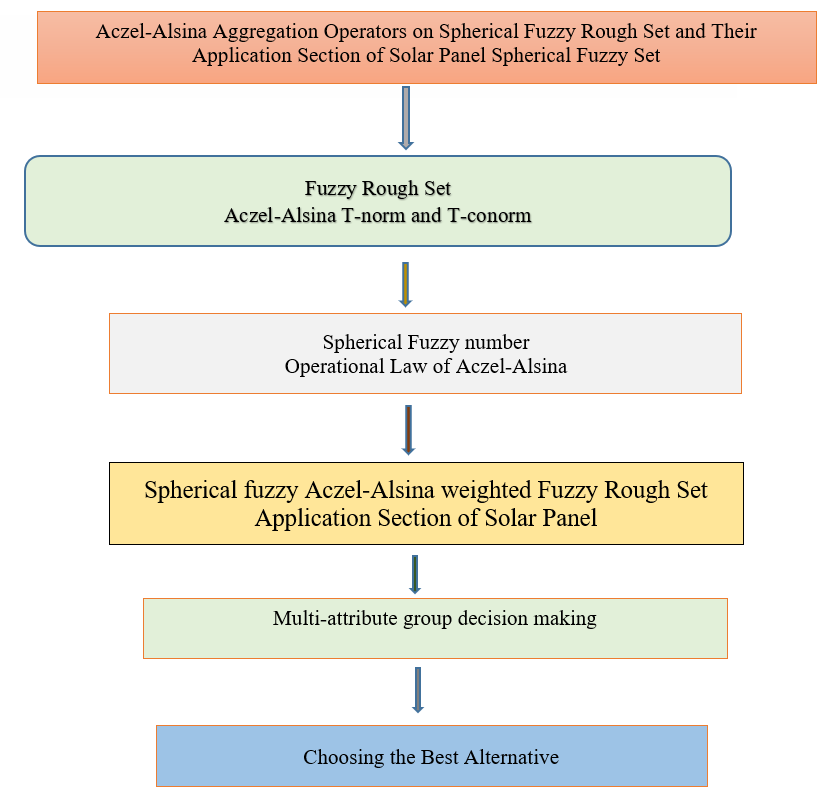 Aczel-Alsina Aggregation Operators on Spherical Fuzzy Rough Set and Their
Application Section of Solar Panel Spherical Fuzzy Set
Fuzzy Rough Set
Aczel-Alsina T-norm and T-conorm
Spherical Fuzzy number
Operational Law of Aczel-Alsina
Spherical fuzzy Aczel-Alsina weighted Fuzzy Rough Set
Application Section of Solar Panel
Multi-attribute group decision making
Choosing the Best Alternative